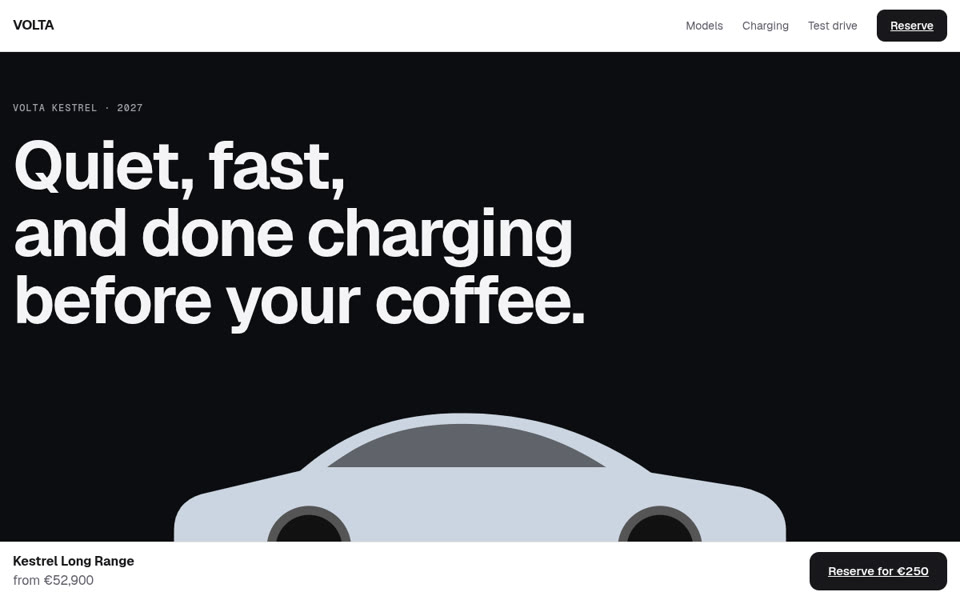 VOLTA
Models
Charging
Test drive
Reserve
VOLTA KESTREL · 2027
Quiet, fast,
and done charging
before your coffee.
Kestrel Long Range
from €52,900
Reserve for €250